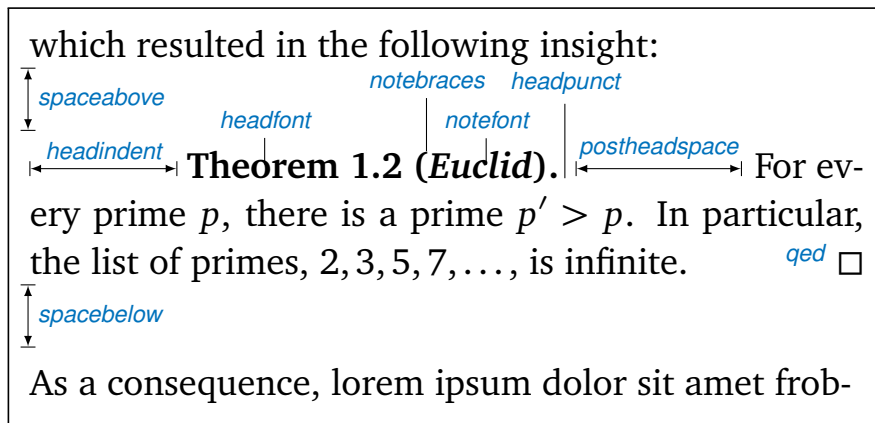 which resulted in the following insight:
spaceabove
notebraces headpunct
headfont notefont
headindent Theorem 1.2 (Euclid). postheadspace For ev-
ery prime p, there is a prime p′ > p. In particular,
the list of primes, 2, 3, 5, 7, . . . , is infinite. qed □
spacebelow
As a consequence, lorem ipsum dolor sit amet frob-